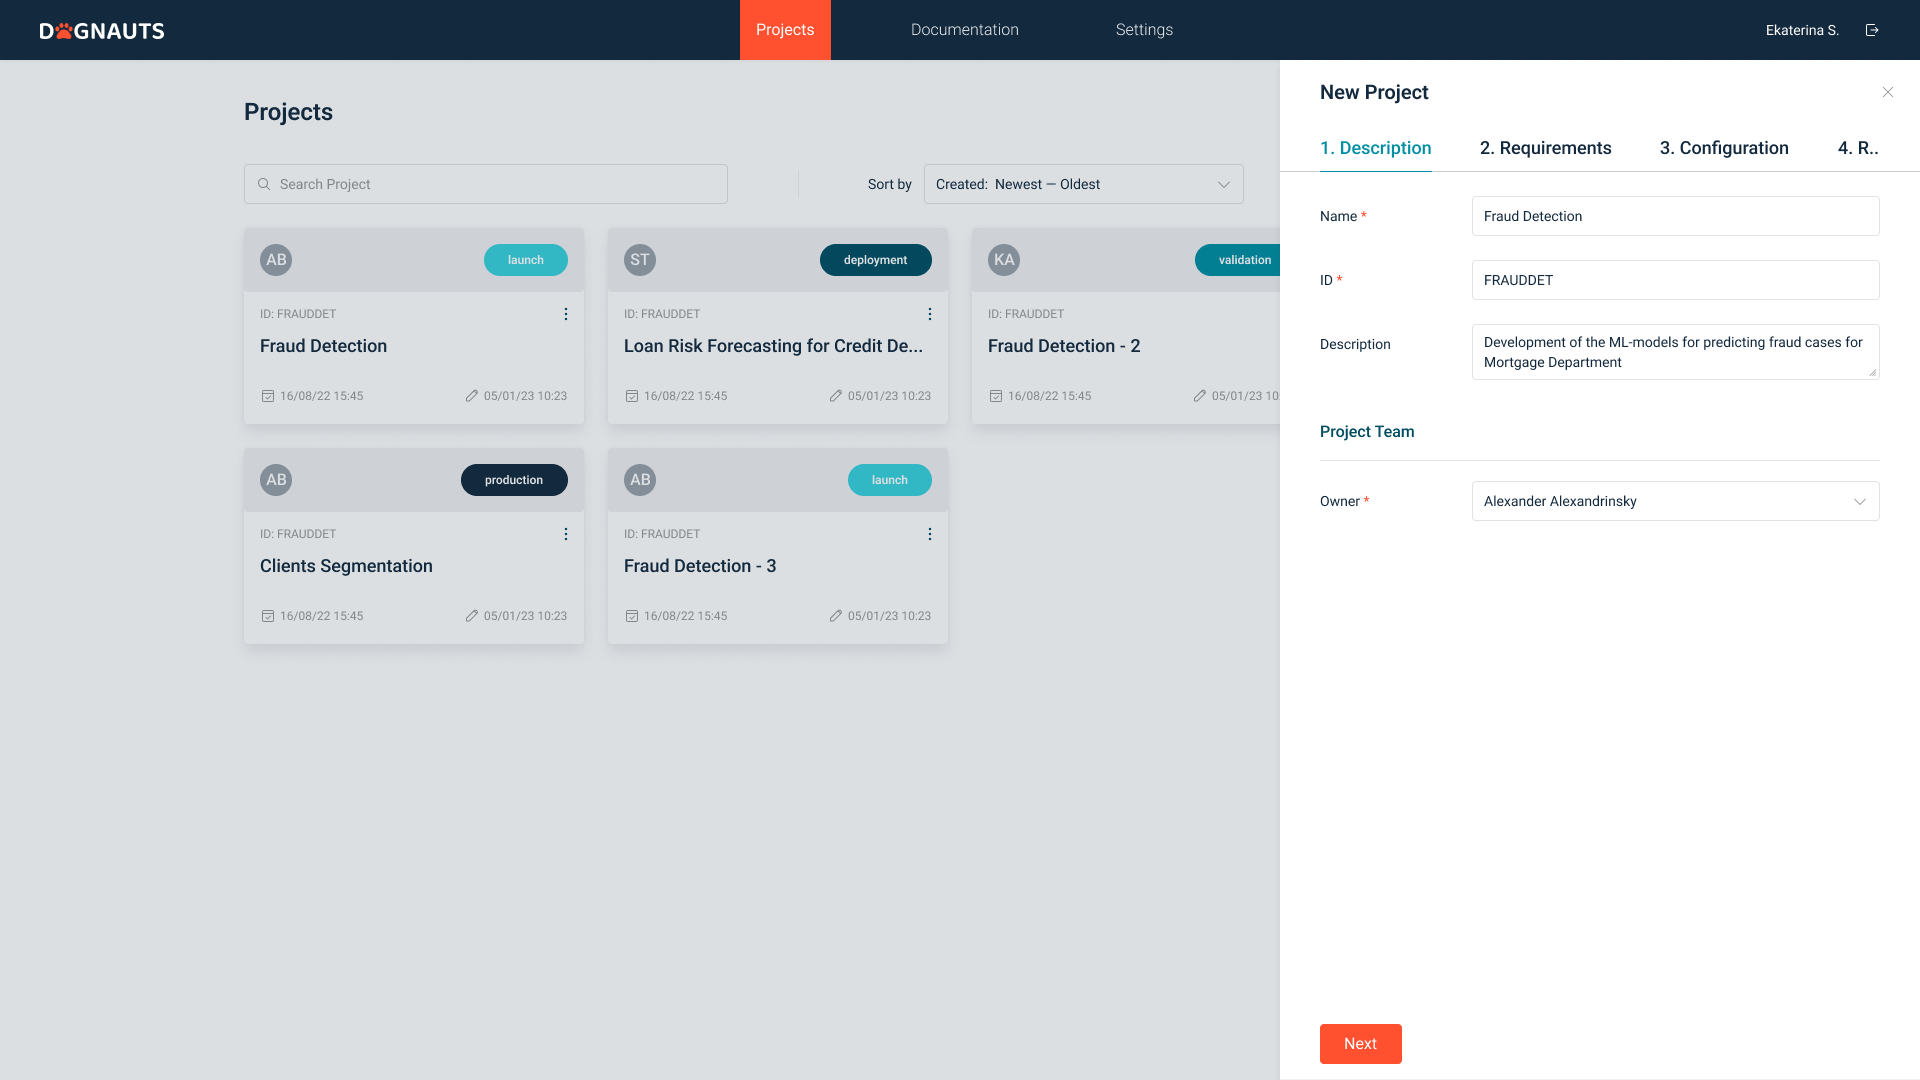 DOGNAUTS
Projects
Documentation
Settings
Ekaterina S.
Projects
Search Project
Sort by
Created: Newest — Oldest
AB
launch
ID: FRAUDDET
Fraud Detection
16/08/22 15:45
05/01/23 10:23
ST
deployment
ID: FRAUDDET
Loan Risk Forecasting for Credit De...
16/08/22 15:45
05/01/23 10:23
KA
validation
ID: FRAUDDET
Fraud Detection - 2
16/08/22 15:45
05/01/23 10
AB
production
ID: FRAUDDET
Clients Segmentation
16/08/22 15:45
05/01/23 10:23
AB
launch
ID: FRAUDDET
Fraud Detection - 3
16/08/22 15:45
05/01/23 10:23
New Project
1. Description
2. Requirements
3. Configuration
4. R..
Name *
Fraud Detection
ID *
FRAUDDET
Description
Development of the ML-models for predicting fraud cases for
Mortgage Department
Project Team
Owner *
Alexander Alexandrinsky
Next